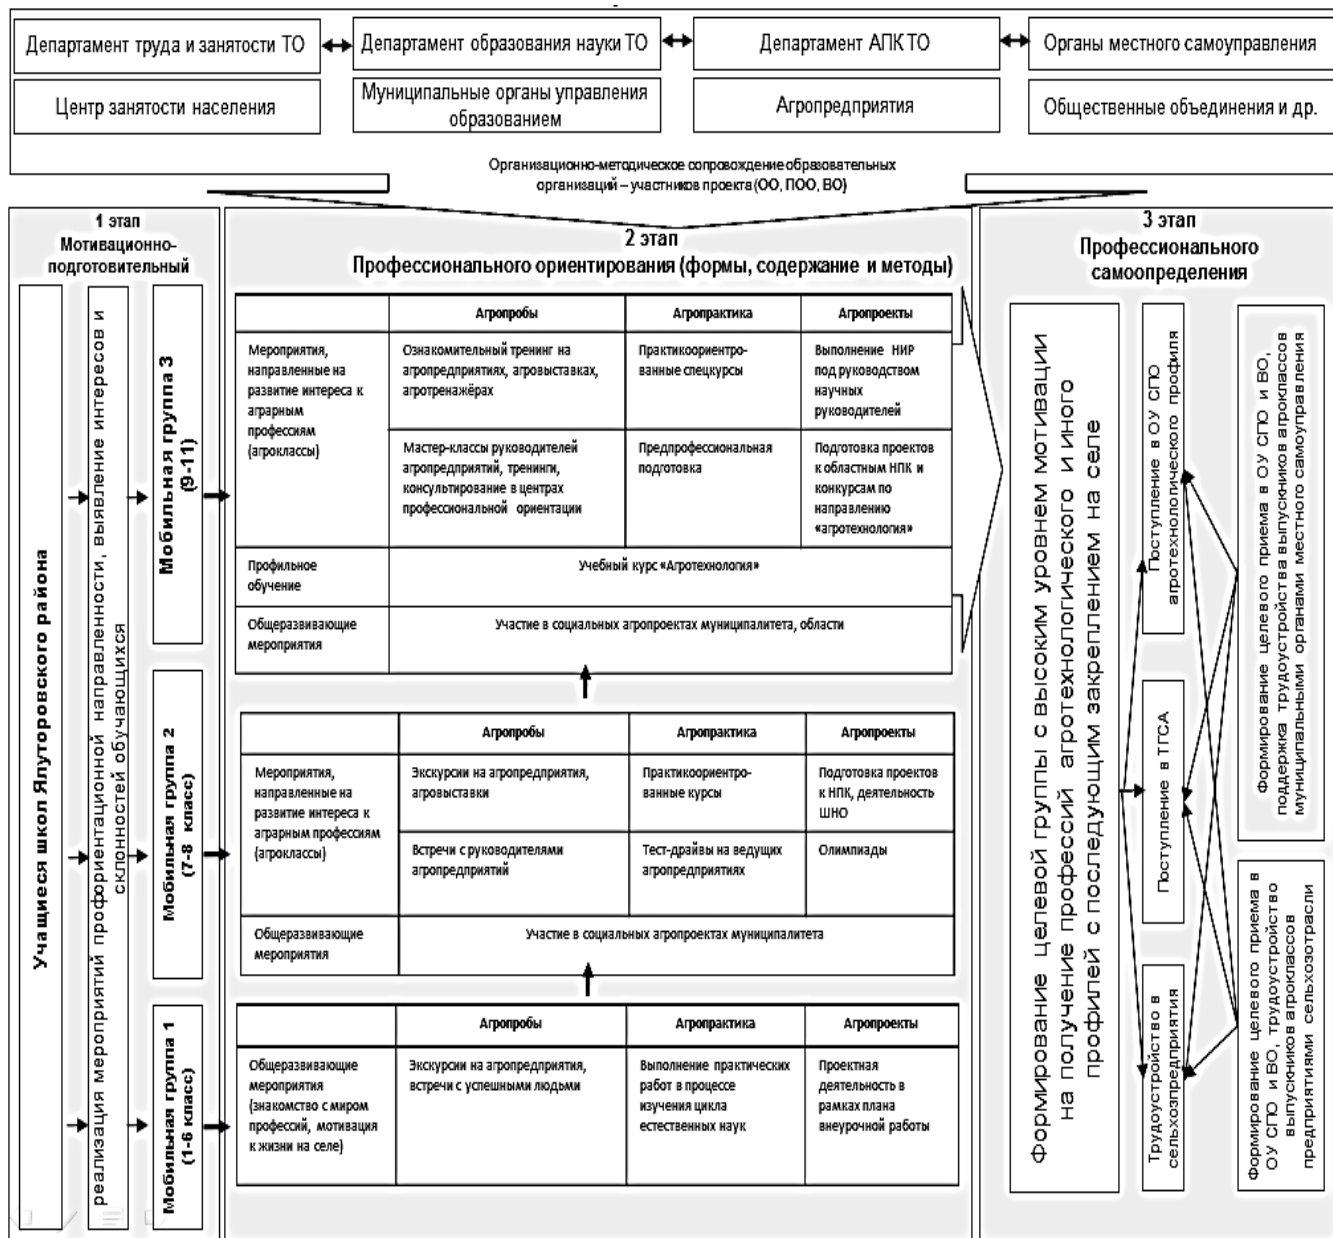 Департамент труда и занятости ТО
Департамент образования науки ТО
Департамент АПК ТО
Органы местного самоуправления
Центр занятости населения
Муниципальные органы управления
образованием
Агропредприятия
Общественные объединения и др.
Организационно-методическое сопровождение образовательных
организаций – участников проекта (ОО, ПОО, ВО)
1 этап
Мотивационно-
подготовительный
Учащиеся школ Ялуторовского района
реализация мероприятий профориентационной направленности, выявление интересов и
склонностей обучающихся
Мобильная группа 3
(9-11)
Мобильная группа 2
(7-8 класс)
Мобильная группа 1
(1-6 класс)
2 этап
Профессионального ориентирования (формы, содержание и методы)
Агропробы
Агропрактика
Агропроекты
Мероприятия,
направленные на
развитие интереса к
аграрным
профессиям
(агроклассы)
Ознакомительный тренинг на
агропредприятиях, агровыставках,
агротренажёрах
Практикоориентро-
ванные спецкурсы
Выполнение НИР
под руководством
научных
руководителей
Мастер-классы руководителей
агропредприятий, тренинги,
консультирование в центрах
профессиональной ориентации
Предпрофессиональная
подготовка
Подготовка проектов
к областным НПК и
конкурсам по
направлению
«агротехнология»
Профильное
обучение
Учебный курс «Агротехнология»
Общеразвивающие
мероприятия
Участие в социальных агропроектах муниципалитета, области
Агропробы
Агропрактика
Агропроекты
Мероприятия,
направленные на
развитие интереса к
аграрным профессиям
(агроклассы)
Экскурсии на агропредприятия,
агровыставки
Практикоориентро-
ванные курсы
Подготовка проектов
к НПК, деятельность
ШНО
Встречи с руководителями
агропредприятий
Тест-драйвы на ведущих
агропредприятиях
Олимпиады
Общеразвивающие
мероприятия
Участие в социальных агропроектах муниципалитета
Агропробы
Агропрактика
Агропроекты
Общеразвивающие
мероприятия
(знакомство с миром
профессий, мотивация
к жизни на селе)
Экскурсии на агропредприятия,
встречи с успешными людьми
Выполнение практических
работ в процессе
изучения цикла
естественных наук
Проектная
деятельность в
рамках плана
внеурочной работы
3 этап
Профессионального
самоопределения
Формирование целевой группы с высоким уровнем мотивации
на получение профессий агротехнологического и иного
профилей с последующим закреплением на селе
Поступление в ОУ СПО
агротехнологического профиля
Поступление в ТГСА
Трудоустройство в
сельхозпредприятия
Формирование целевого приема в ОУ СПО и ВО,
поддержка трудоустройства выпускников агроклассов
муниципальными органами местного самоуправления
Формирование целевого приема в
ОУ СПО и ВО, трудоустройство
выпускников агроклассов
предприятиями сельхозотрасли